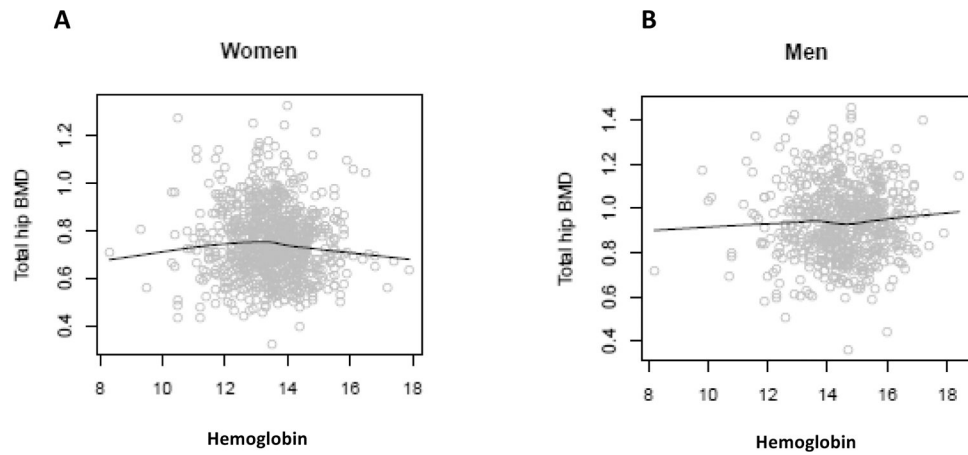 A
Women
Total hip BMD
0.4 0.6 0.8 1.0 1.2
8 10 12 14 16 18
Hemoglobin
B
Men
Total hip BMD
0.4 0.6 0.8 1.0 1.2 1.4
8 10 12 14 16 18
Hemoglobin